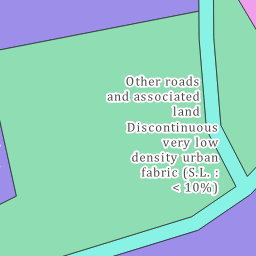 Other roads
and associated
land
Discontinuous
very low
density urban
fabric (S.L. :
< 10%)